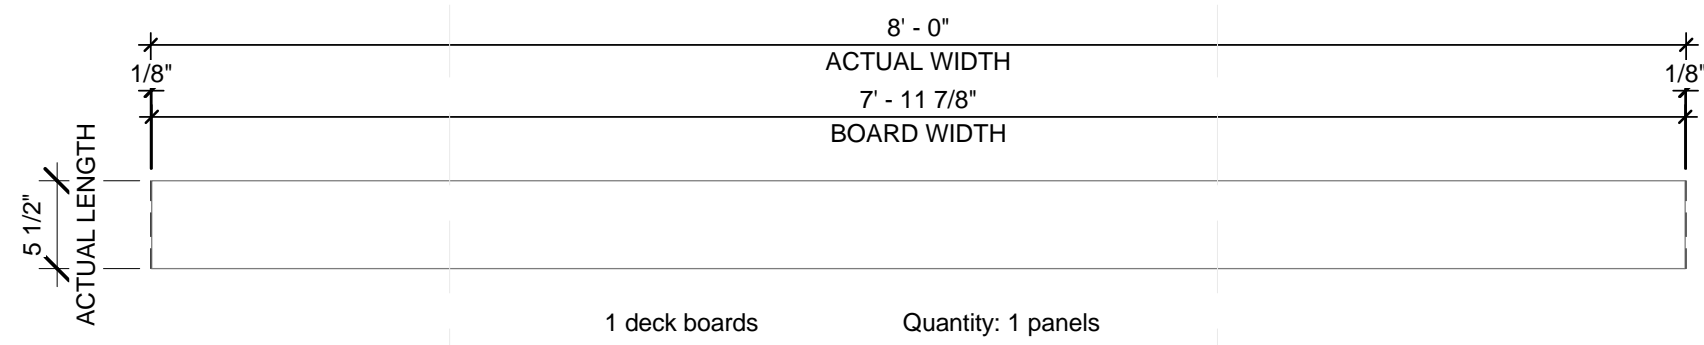 8' - 0"
ACTUAL WIDTH
1/8"
1/8"
7' - 11 7/8"
BOARD WIDTH
5 1/2"
ACTUAL LENGTH
1 deck boards
Quantity: 1 panels